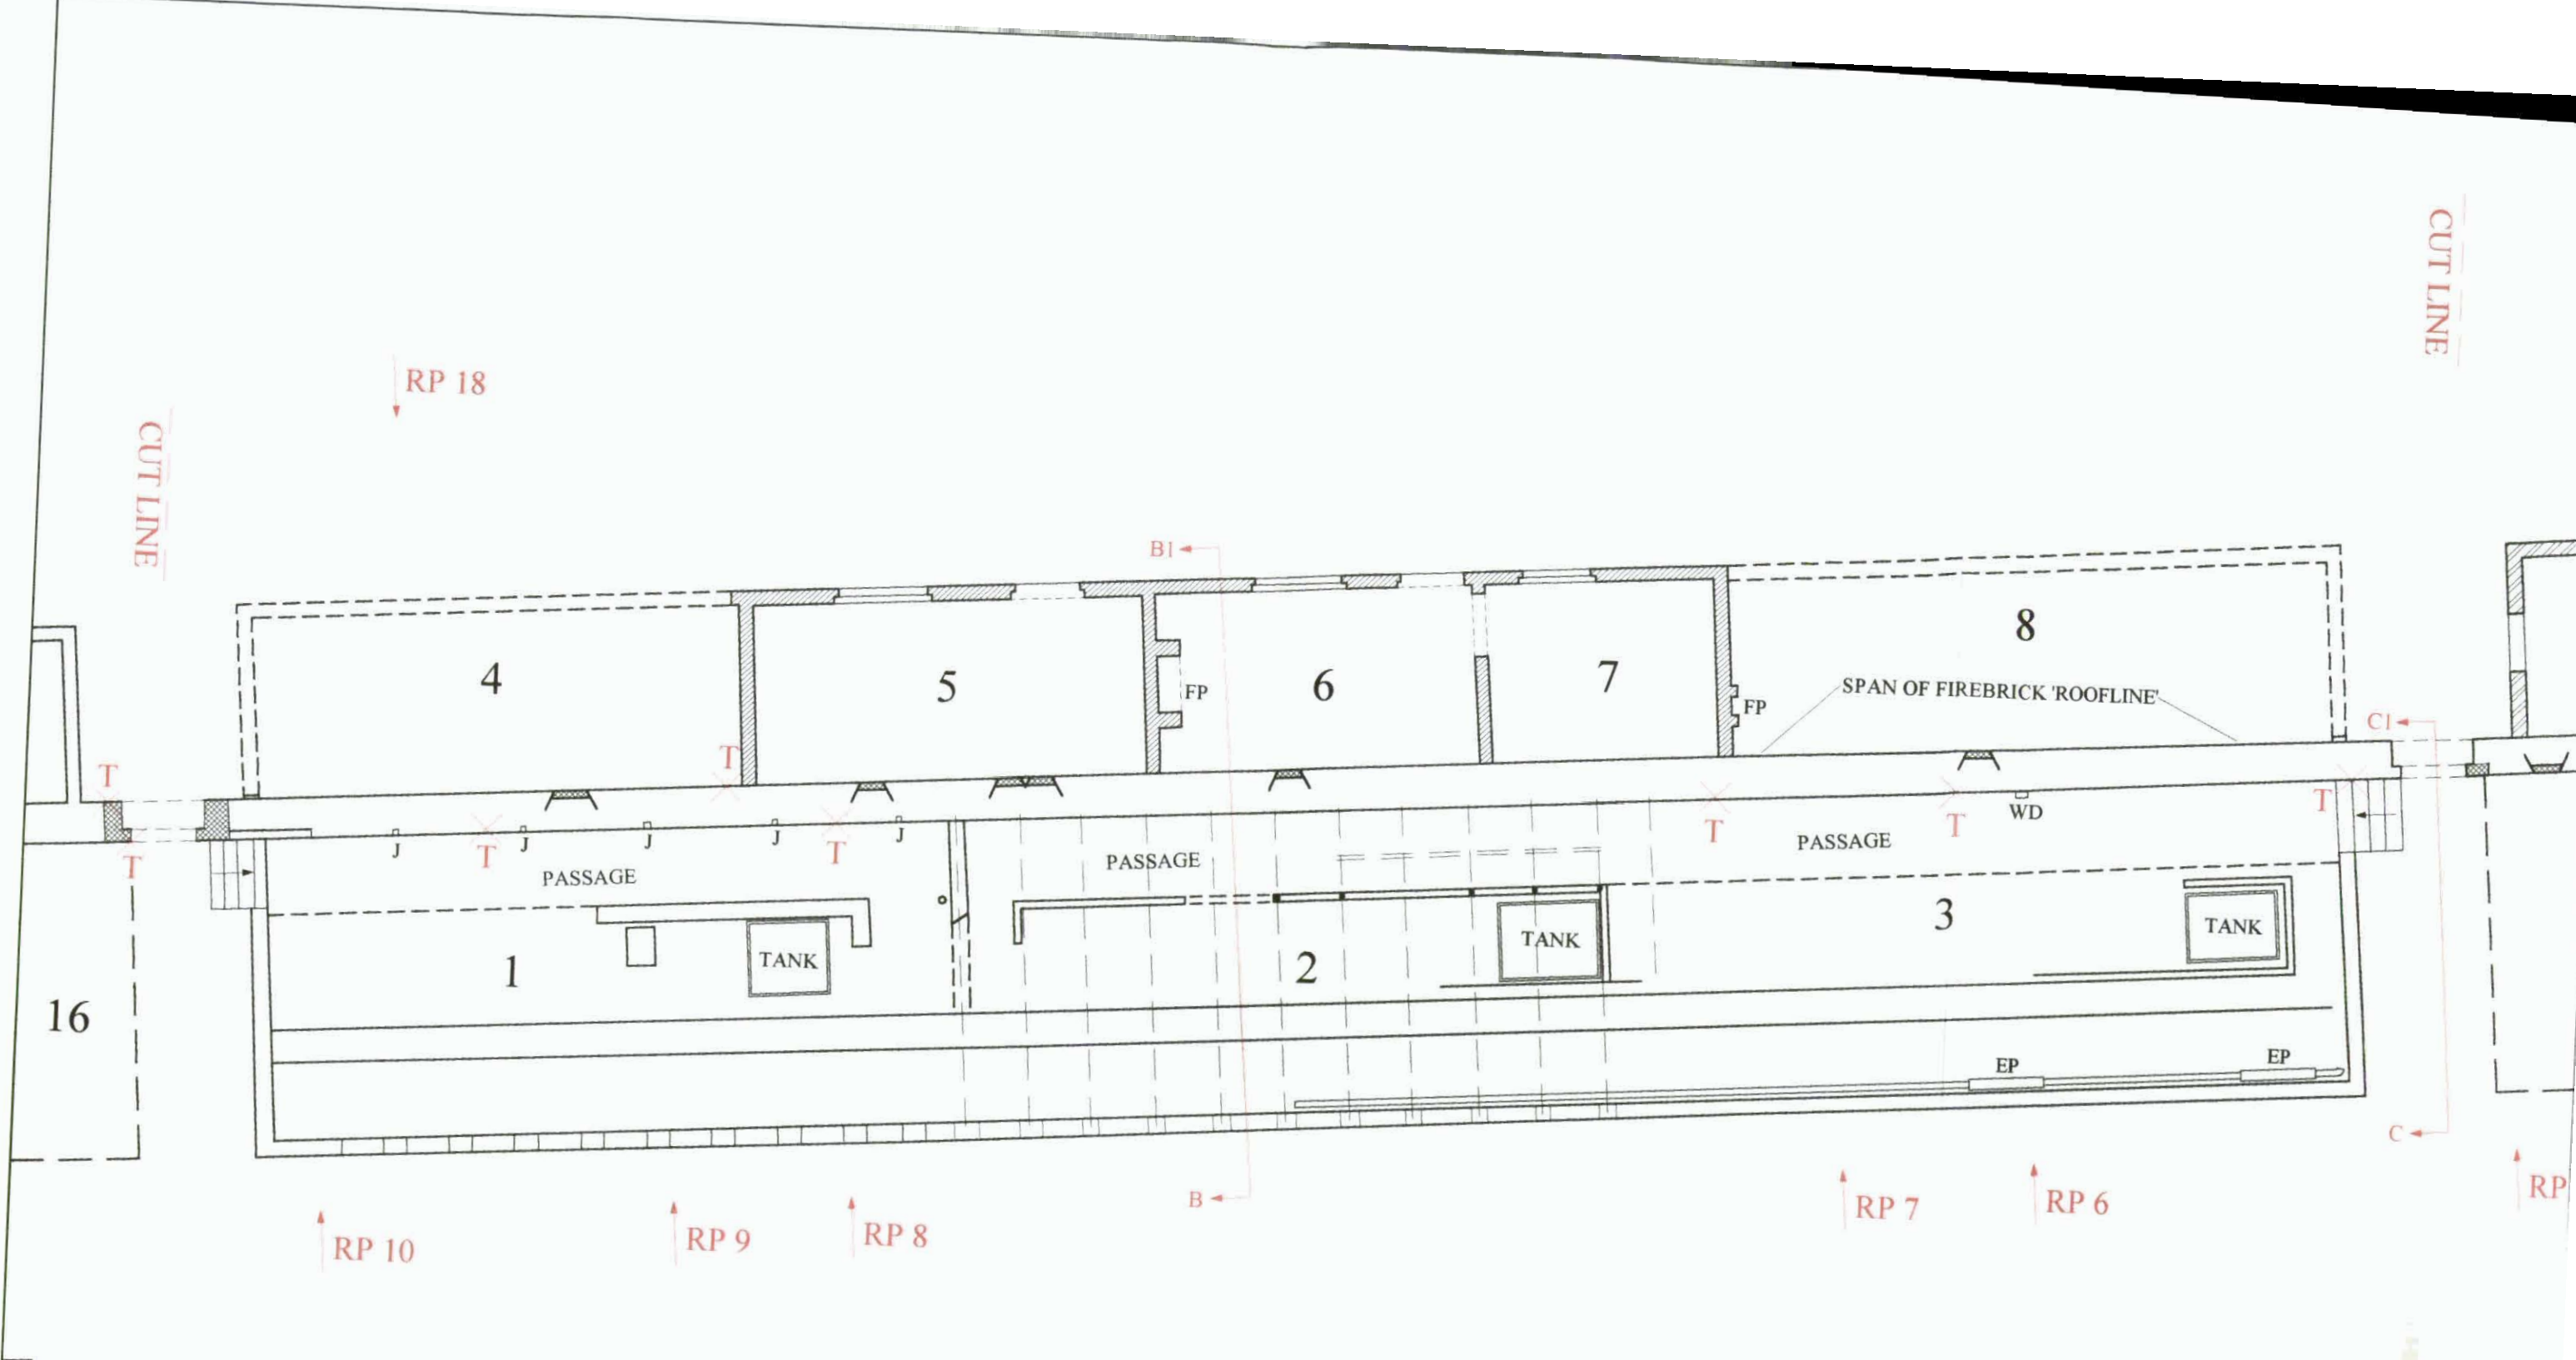 CUT LINE
RP 18
CUT LINE
B1
8
4
5
6
7
FP
FP
SPAN OF FIREBRICK 'ROOFLINE'
C1
T
T
T
J
T
J
J
J
T
J
T
T
WD
T
PASSAGE
PASSAGE
PASSAGE
16
1
TANK
2
TANK
3
TANK
EP
EP
C
B
RP 10
RP 9
RP 8
RP 7
RP 6
RP